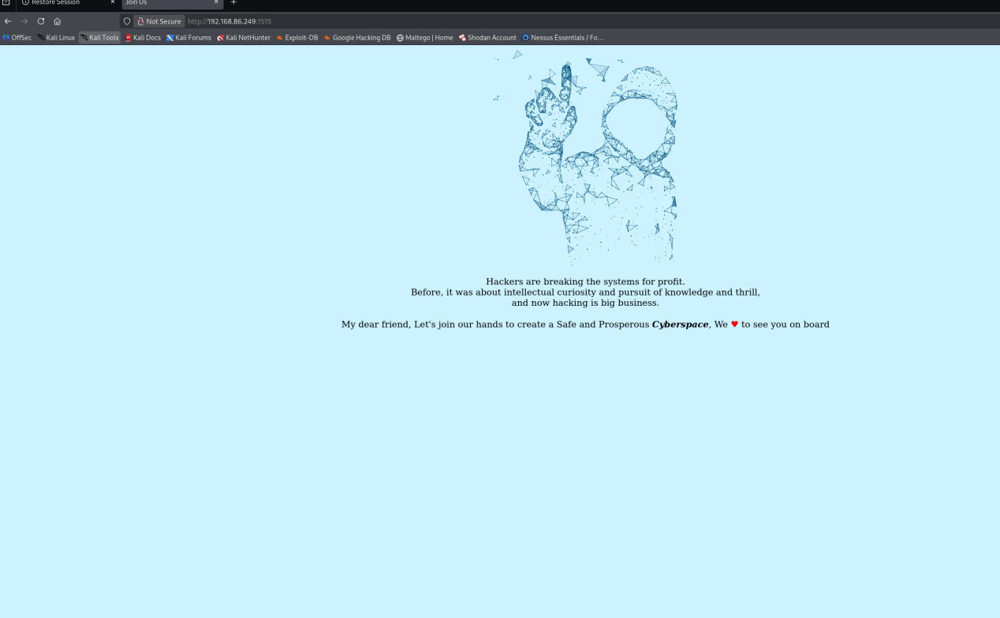 Restore Session
Join Us
Not Secure http://192.168.86.249:1515
OffSec Kali Linux Kali Tools Kali Docs Kali Forums Kali NetHunter Exploit-DB Google Hacking DB Maltego | Home Shodan Account Nessus Essentials / Fo...
Hackers are breaking the systems for profit.
Before, it was about intellectual curiosity and pursuit of knowledge and thrill,
and now hacking is big business.
My dear friend, Let's join our hands to create a Safe and Prosperous Cyberspace, We ♥ to see you on board